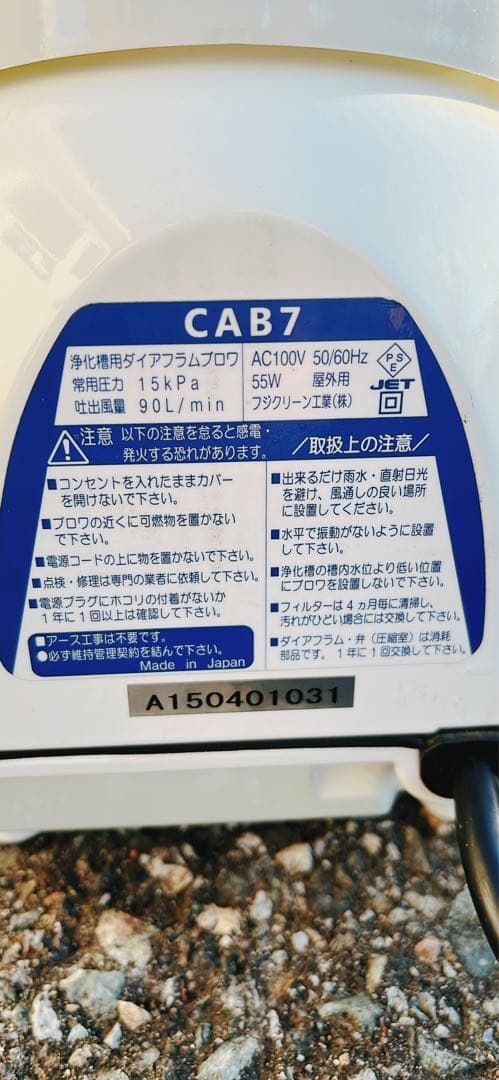 CAB7
浄化槽用ダイアフラムブロワ
常用圧力 15kPa
吐出風量 90L/min
AC100V 50/60Hz
55W 屋外用
フジクリーン工業(株)
PSE
JET
注意 以下の注意を怠ると感電・
発火する恐れがあります。
■コンセントを入れたままカバー
を開けないで下さい。
■ブロワの近くに可燃物を置かない
で下さい。
■電源コードの上に物を置かないで下さい。
■点検・修理は専門の業者に依頼して下さい。
■電源プラグにホコリの付着がないか
1年に1回以上は確認して下さい。
■アース工事は不要です。
●必ず維持管理契約を結んで下さい。
Made in Japan
/取扱上の注意/
■出来るだけ雨水・直射日光
を避け、風通しの良い場所
に設置してください。
■水平で振動がないように設置
して下さい。
■浄化槽の槽内水位より低い位置
にブロワを設置しないで下さい。
■フィルターは4ヵ月毎に清掃し、
汚れがひどい場合には交換して下さい。
■ダイアフラム・弁(圧縮室)は消耗
部品です。1年に1回交換して下さい。
A150401031